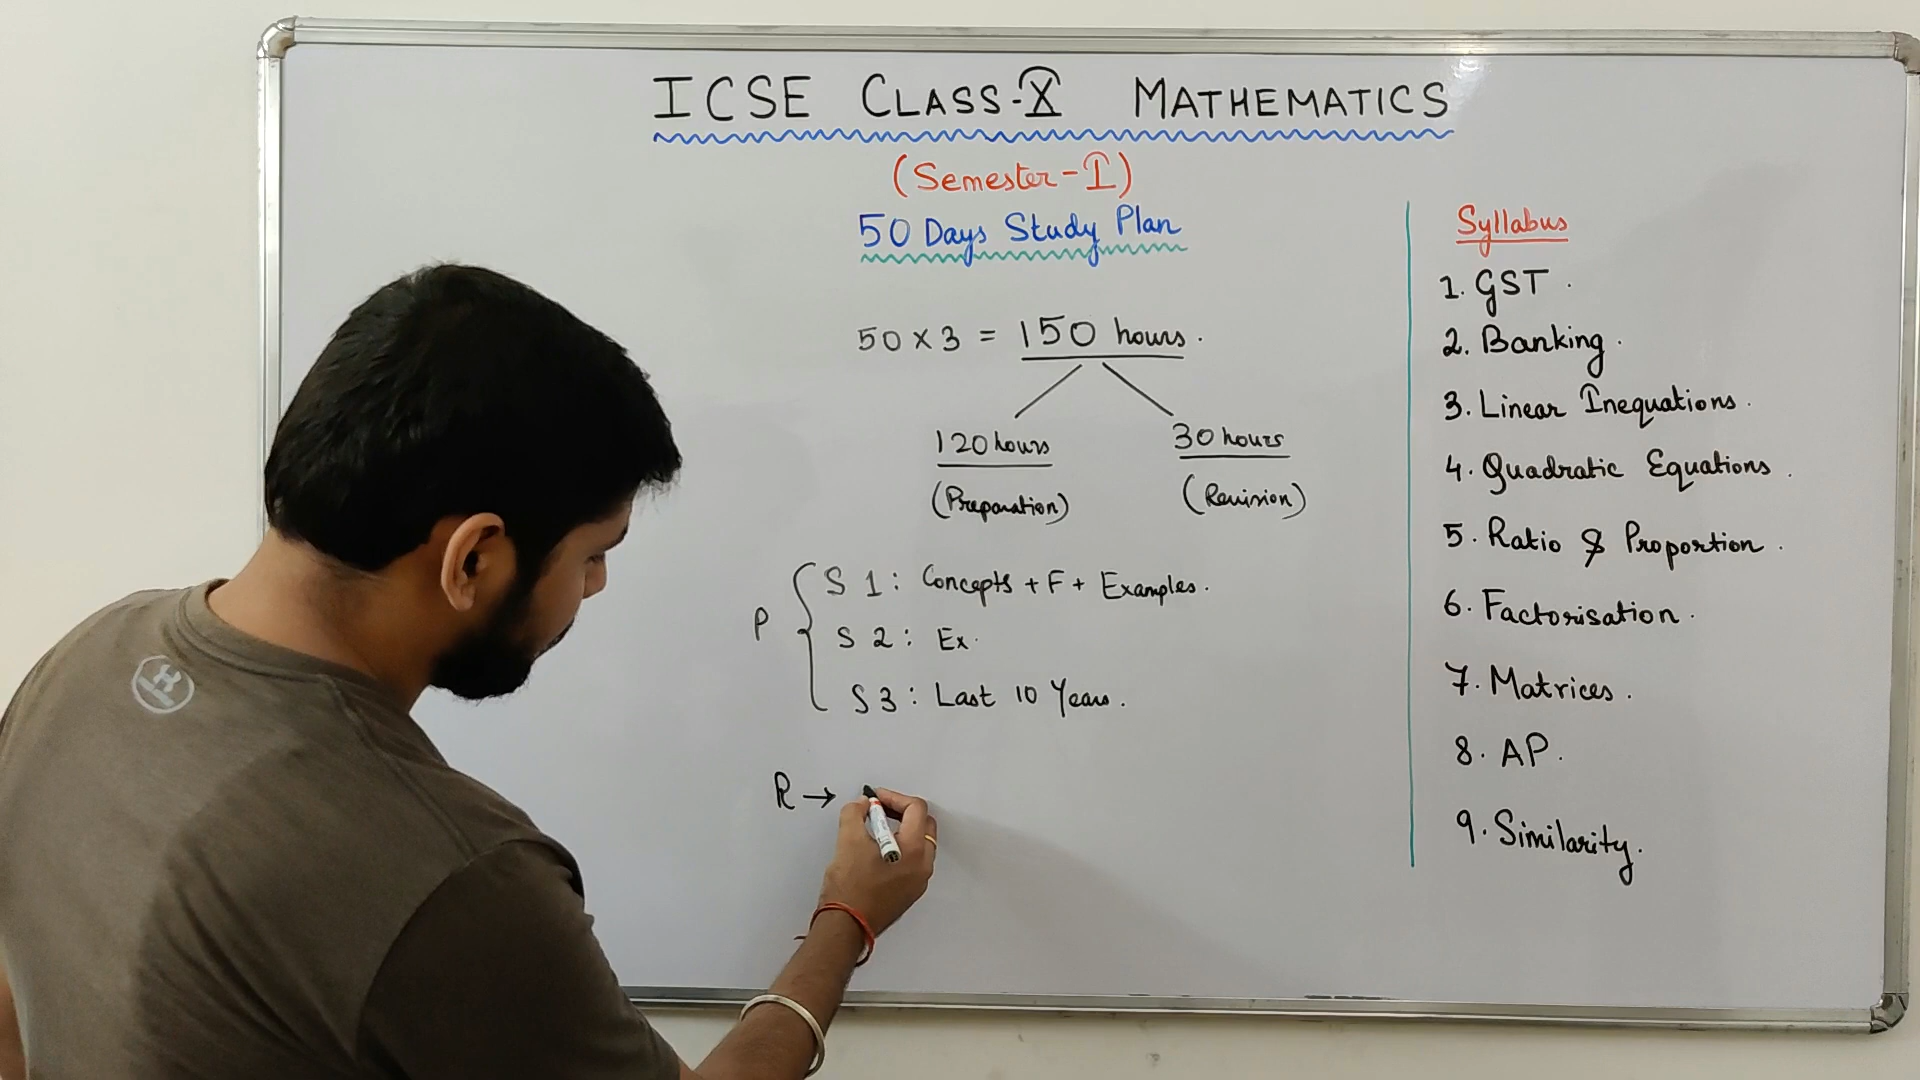 ICSE CLASS-X MATHEMATICS
(Semester-I)
50 Days Study Plan
50 x 3 = 150 hours.
120 hours
30 hours
(Preparation)
(Revision)
P
S 1: Concepts + F + Examples.
S 2: Ex.
S 3: Last 10 Years.
R →
Syllabus
1. GST.
2. Banking.
3. Linear Inequations.
4. Quadratic Equations.
5. Ratio & Proportion.
6. Factorisation.
7. Matrices.
8. AP.
9. Similarity.